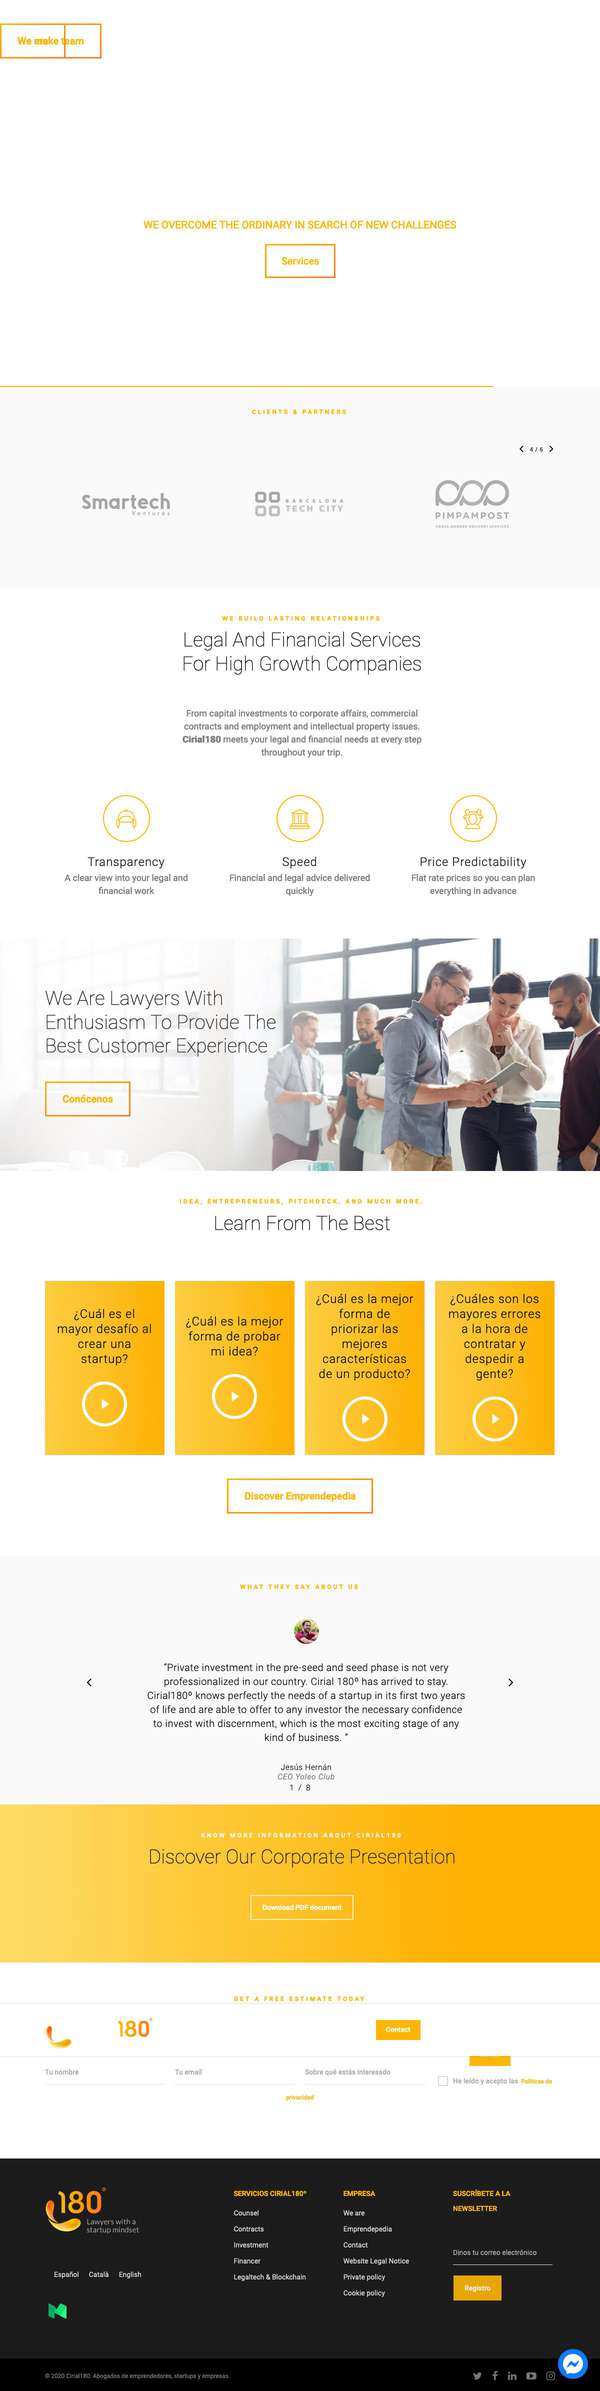 We make team
WE OVERCOME THE ORDINARY IN SEARCH OF NEW CHALLENGES
Services
CLIENTS & PARTNERS
4 / 6
Smartech
Ventures
BARCELONA
TECH CITY
PIMPAMPOST
CROSS-BORDER DELIVERY SERVICES
WE BUILD LASTING RELATIONSHIPS
Legal And Financial Services
For High Growth Companies
From capital investments to corporate affairs, commercial
contracts and employment and intellectual property issues.
Cirial180 meets your legal and financial needs at every step
throughout your trip.
Transparency
A clear view into your legal and
financial work
Speed
Financial and legal advice delivered
quickly
Price Predictability
Flat rate prices so you can plan
everything in advance
We Are Lawyers With
Enthusiasm To Provide The
Best Customer Experience
Conócenos
IDEA, ENTREPRENEURS, PITCHDECK, AND MUCH MORE.
Learn From The Best
¿Cuál es el
mayor desafío al
crear una
startup?
¿Cuál es la mejor
forma de probar
mi idea?
¿Cuál es la mejor
forma de
priorizar las
mejores
características
de un producto?
¿Cuáles son los
mayores errores
a la hora de
contratar y
despedir a
gente?
Discover Emprendepedia
WHAT THEY SAY ABOUT US
“Private investment in the pre-seed and seed phase is not very
professionalized in our country. Cirial 180º has arrived to stay.
Cirial180º knows perfectly the needs of a startup in its first two years
of life and are able to offer to any investor the necessary confidence
to invest with discernment, which is the most exciting stage of any
kind of business. ”
Jesús Hernán
CEO Yoleo Club
1 / 8
KNOW MORE INFORMATION ABOUT CIRIAL180
Discover Our Corporate Presentation
Download PDF document
GET A FREE ESTIMATE TODAY
180°
Contact
Tu nombre
Tu email
Sobre qué estás interesado
He leído y acepto las Políticas de
privacidad
180°
Lawyers with a
startup mindset
Español Català English
SERVICIOS CIRIAL180º
Counsel
Contracts
Investment
Financer
Legaltech & Blockchain
EMPRESA
We are
Emprendepedia
Contact
Website Legal Notice
Private policy
Cookie policy
SUSCRÍBETE A LA
NEWSLETTER
Dinos tu correo electrónico
Registro
© 2020 Cirial180. Abogados de emprendedores, startups y empresas.